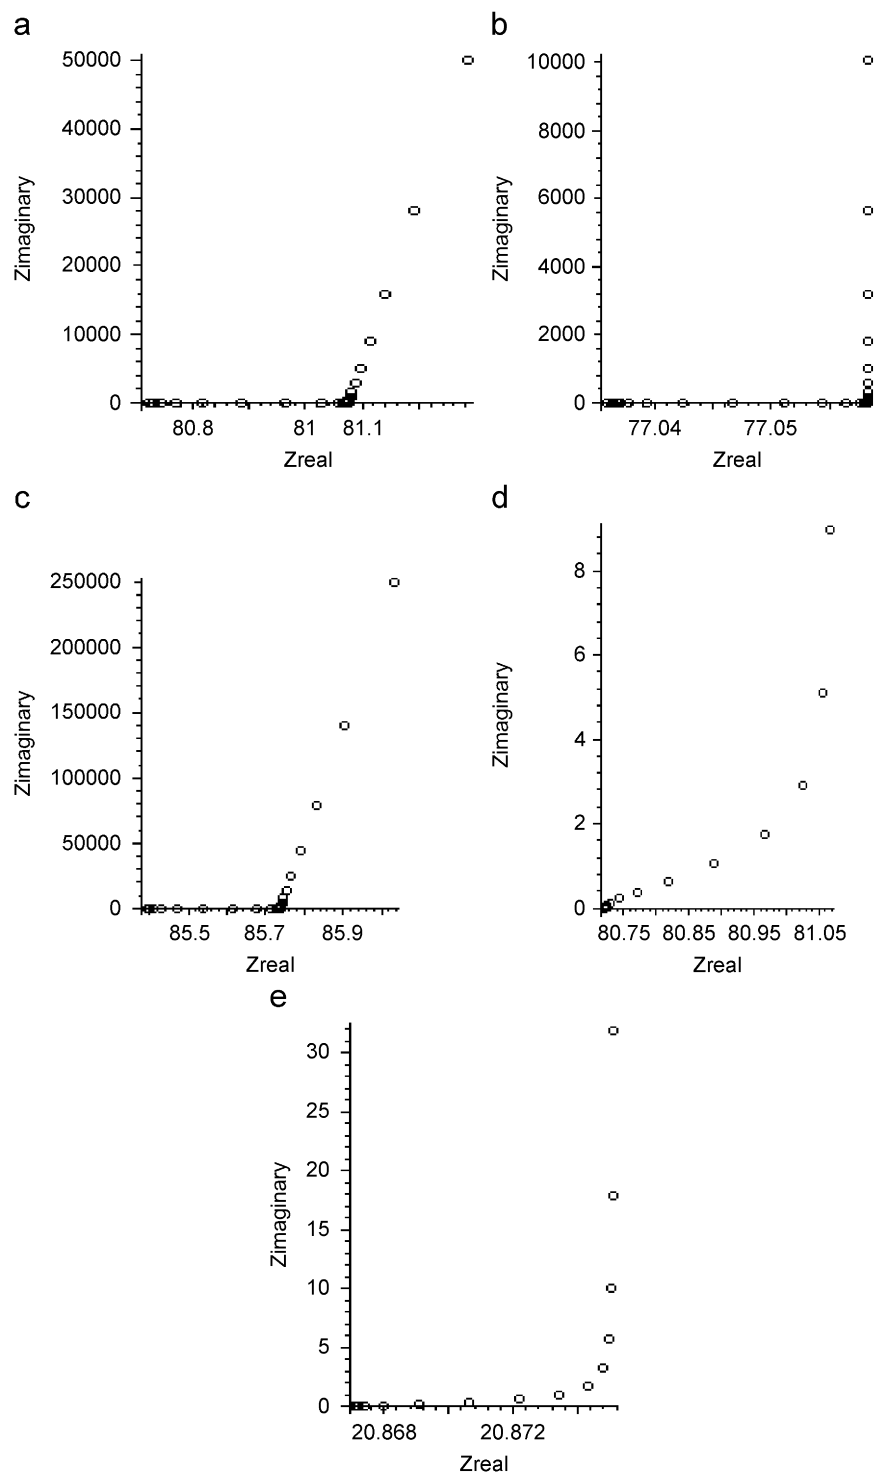 a
50000
40000
30000
20000
10000
0
80.8 81 81.1
Zreal
Zimaginary
b
10000
8000
6000
4000
2000
0
77.04 77.05
Zreal
Zimaginary
c
250000
200000
150000
100000
50000
0
85.5 85.7 85.9
Zreal
Zimaginary
d
8
6
4
2
0
80.75 80.85 80.95 81.05
Zreal
Zimaginary
e
30
25
20
15
10
5
0
20.868 20.872
Zreal
Zimaginary